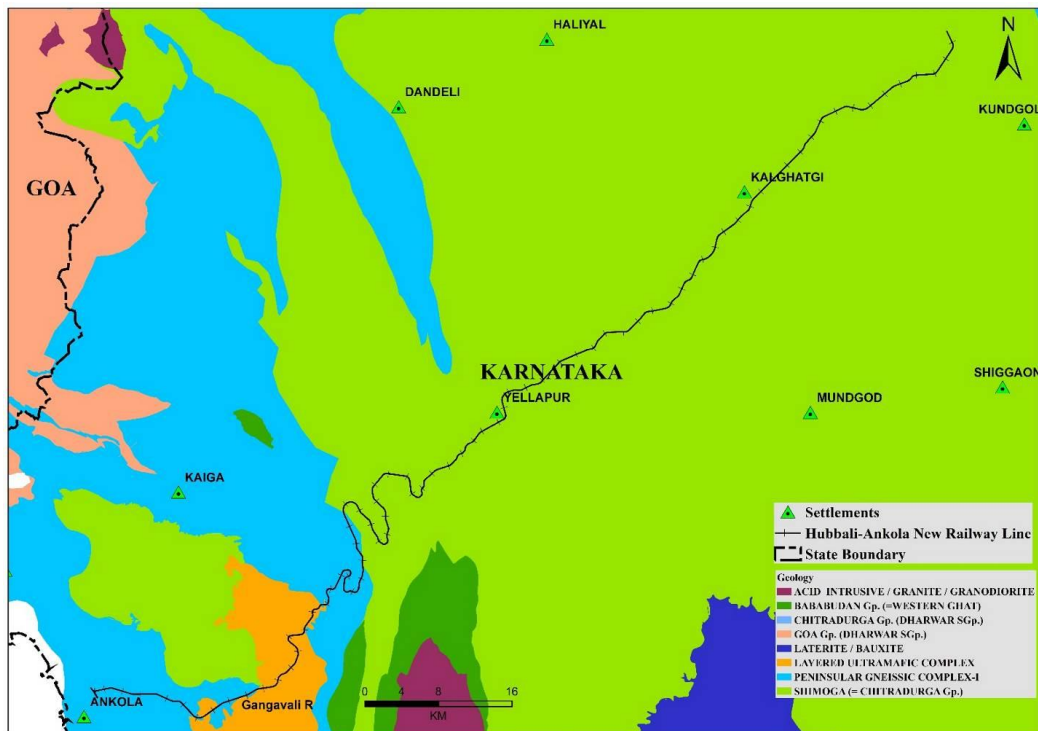 HALIYAL
N
DANDELI
KUNDGOL
GOA
KALGHATGI
KARNATAKA
SHIGGAON
YELLAPUR
MUNDGOD
KAIGA
Settlements
Hubbali-Ankola New Railway Line
State Boundary
Geology
ACID INTRUSIVE / GRANITE / GRANODIORITE
BABABUDAN Gp. (=WESTERN GHAT)
CHITRADURGA Gp. (DHARWAR SGp.)
GOA Gp. (DHARWAR SGp.)
LATERITE / BAUXITE
LAYERED ULTRAMAFIC COMPLEX
PENINSULAR GNEISSIC COMPLEX-I
SHIMOGA (= CHITRADURGA Gp.)
0 4 8 16
KM
ANKOLA
Gangavali R